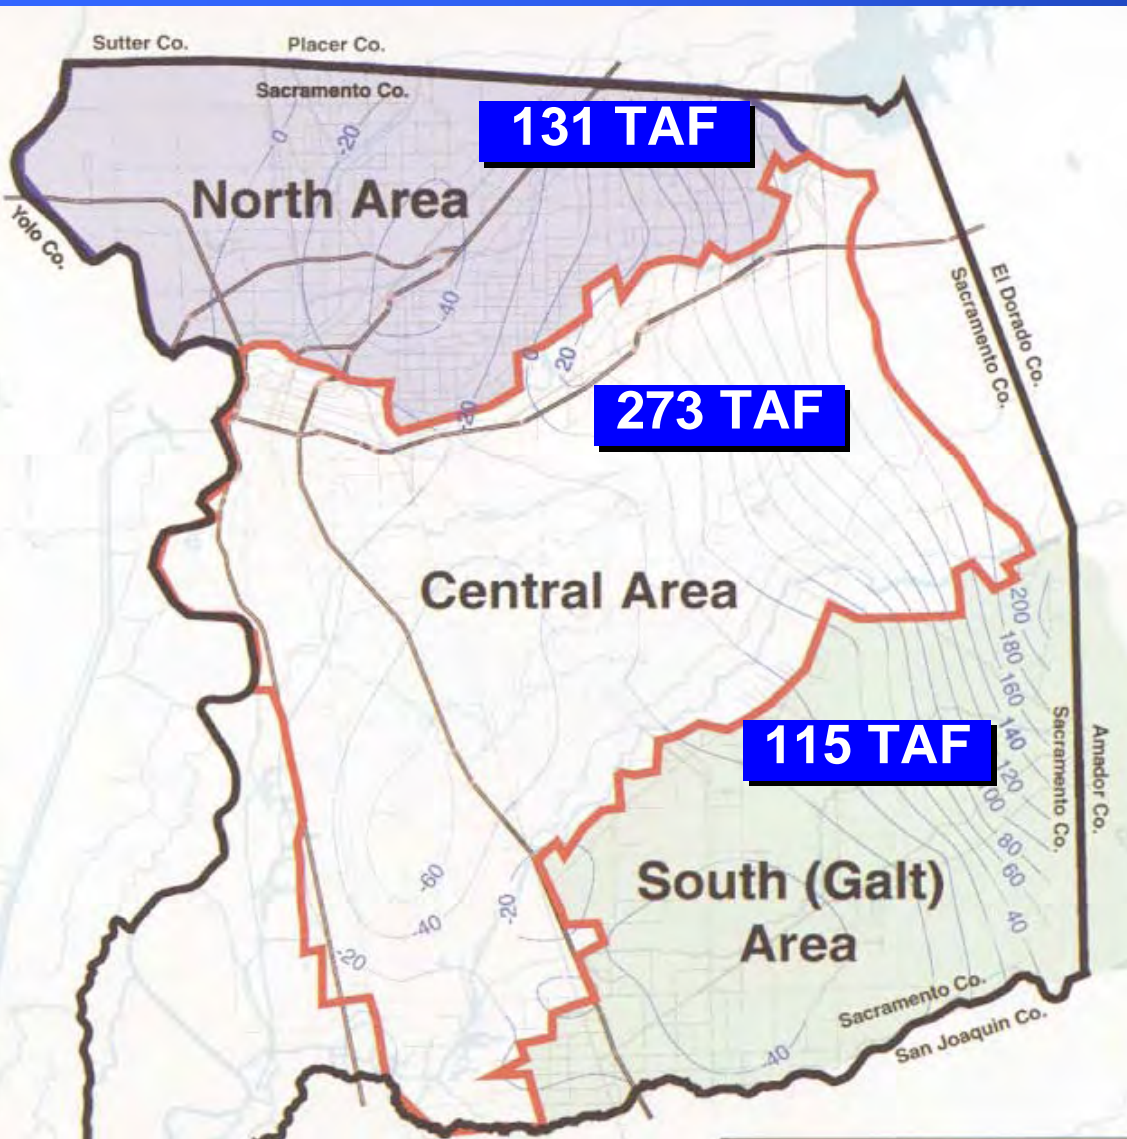 Sutter Co.
Placer Co.
Sacramento Co.
131 TAF
0
-20
North Area
Yolo Co.
-40
El Dorado Co.
Sacramento Co.
0
20
273 TAF
-20
Central Area
200
180
160
140
120
100
80
60
40
115 TAF
Sacramento Co.
Amador Co.
South (Galt)
Area
-60
-40
-20
-20
Sacramento Co.
San Joaquin Co.
-40